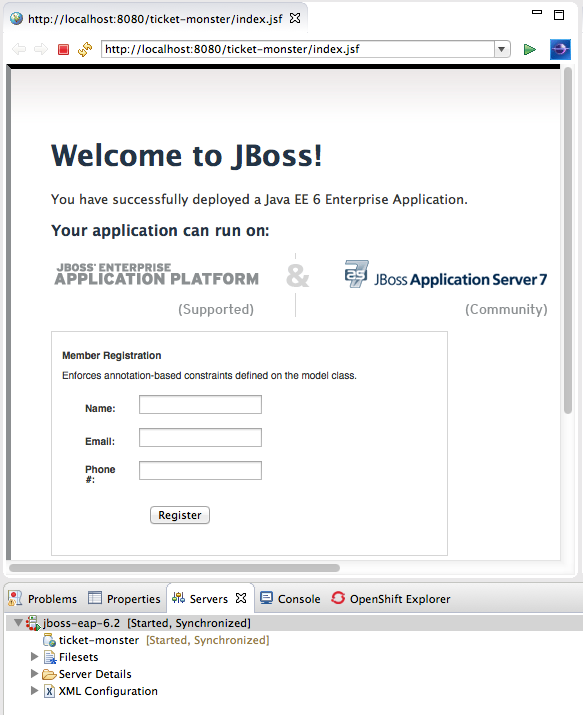 http://localhost:8080/ticket-monster/index.jsf
http://localhost:8080/ticket-monster/index.jsf
Welcome to JBoss!
You have successfully deployed a Java EE 6 Enterprise Application.
Your application can run on:
JBOSS® ENTERPRISE
APPLICATION PLATFORM
(Supported)
&
as 7
JBoss Application Server 7
(Community)
Member Registration
Enforces annotation-based constraints defined on the model class.
Name:
Email:
Phone
#:
Register
Problems Properties Servers Console OpenShift Explorer
jboss-eap-6.2 [Started, Synchronized]
ticket-monster [Started, Synchronized]
Filesets
Server Details
XML Configuration